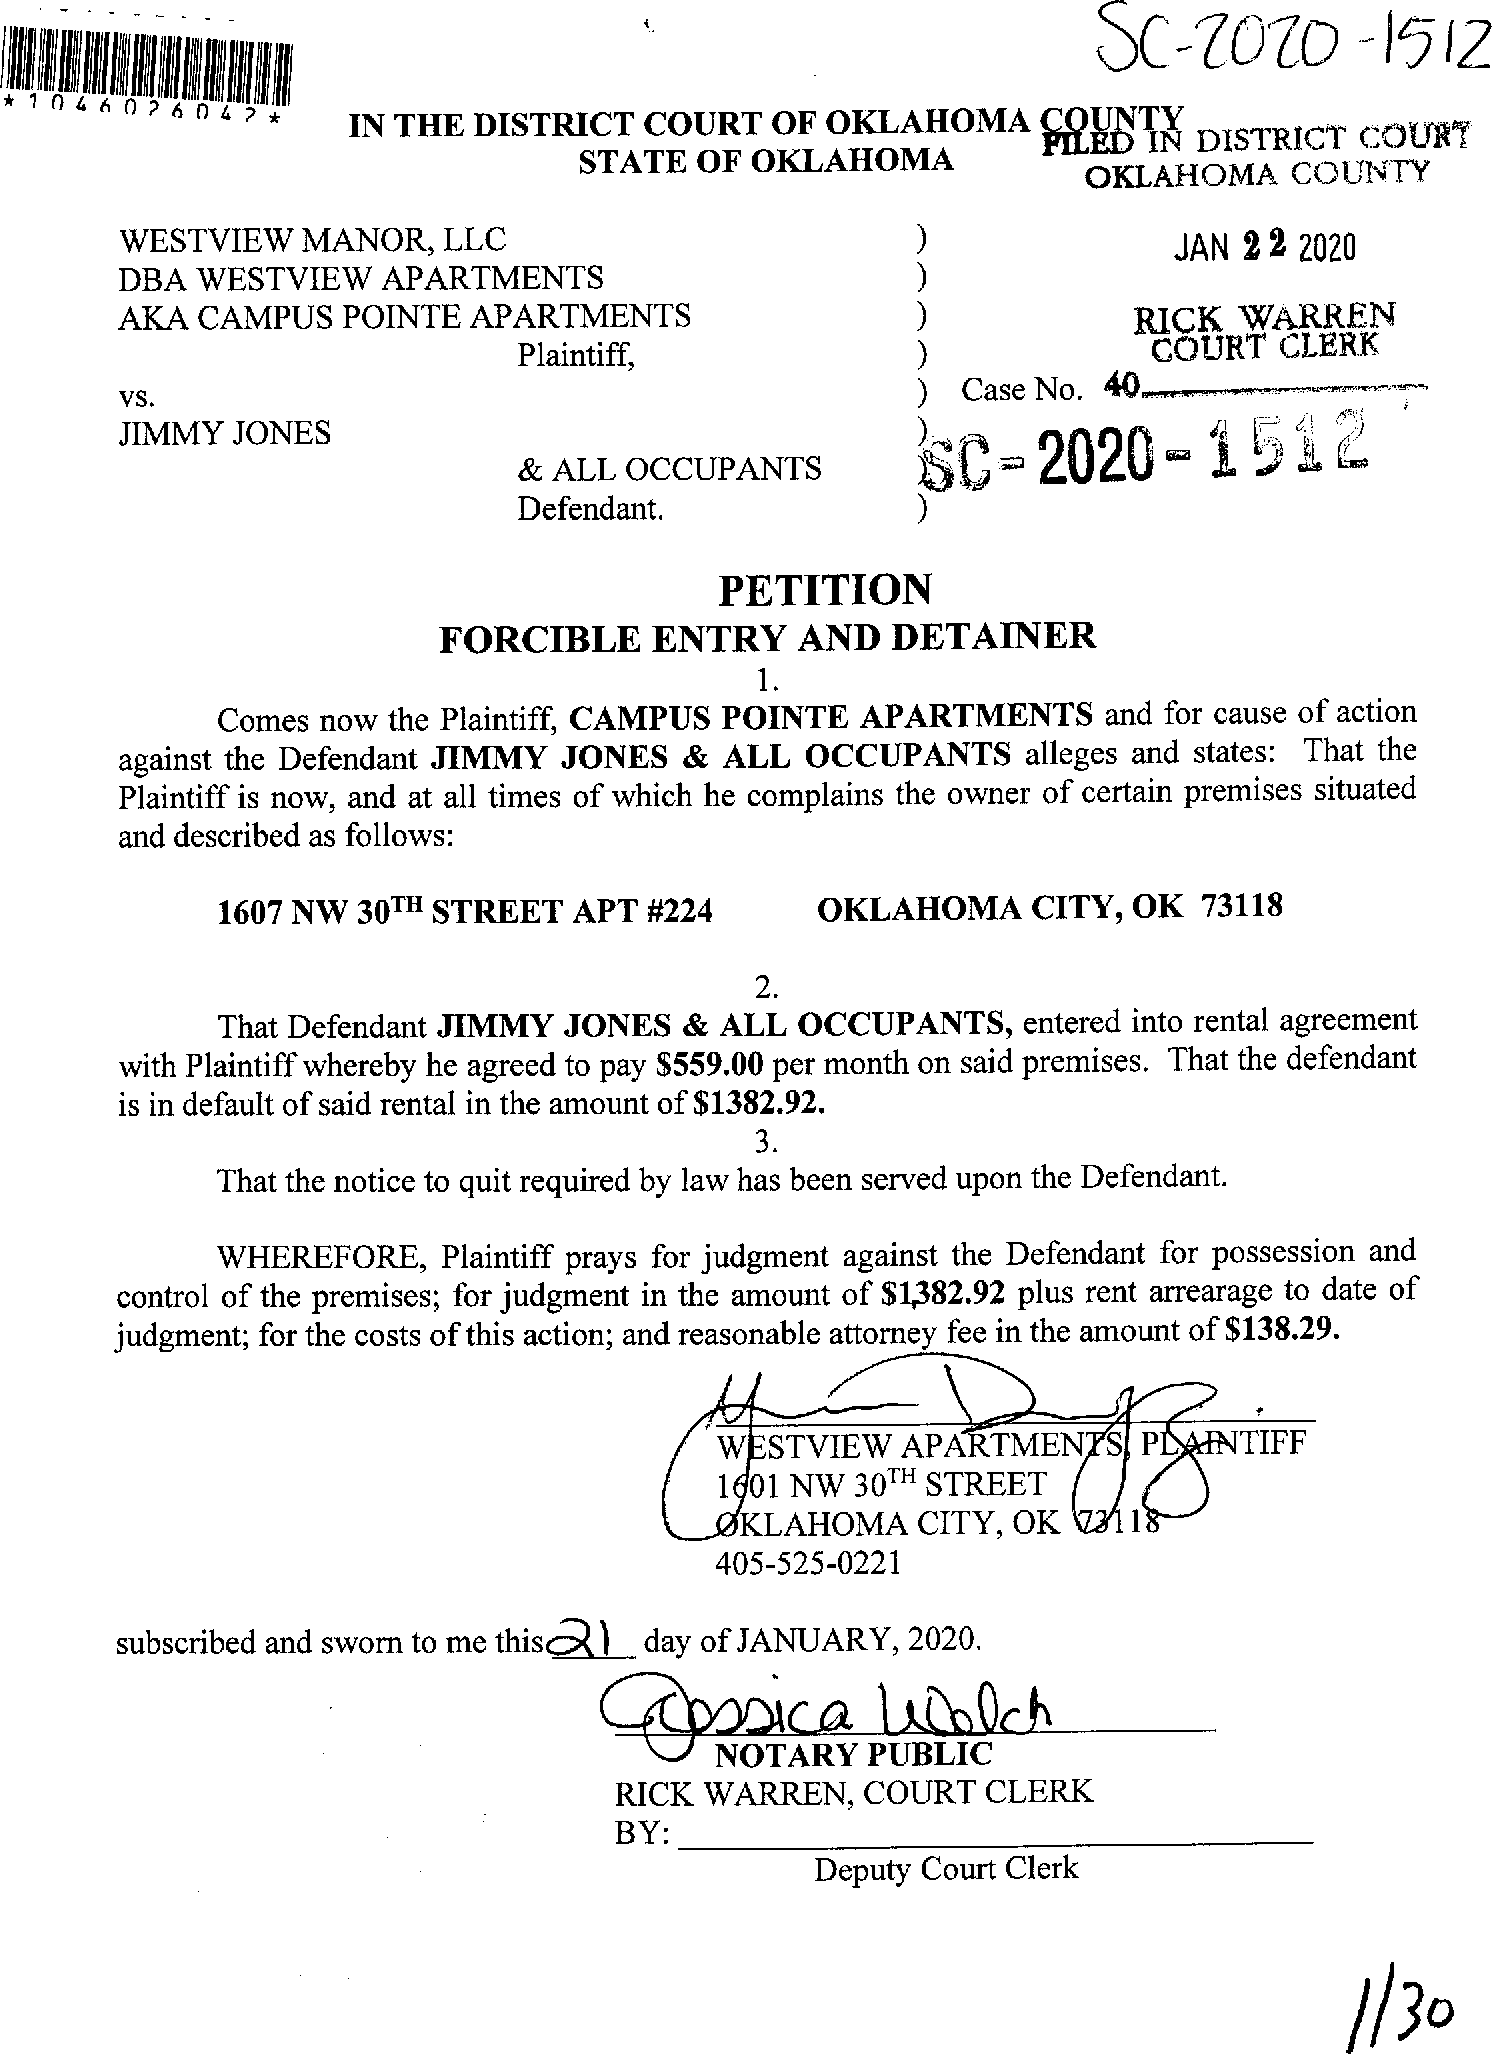 SC-2020-1512
*1046026042*
IN THE DISTRICT COURT OF OKLAHOMA COUNTY
STATE OF OKLAHOMA
FILED IN DISTRICT COURT
OKLAHOMA COUNTY
JAN 22 2020
RICK WARREN
COURT CLERK
40
WESTVIEW MANOR, LLC )
DBA WESTVIEW APARTMENTS )
AKA CAMPUS POINTE APARTMENTS )
Plaintiff, )
vs. ) Case No.
JIMMY JONES )
SC-2020-1512
& ALL OCCUPANTS )
Defendant. )
PETITION
FORCIBLE ENTRY AND DETAINER
1.
Comes now the Plaintiff, CAMPUS POINTE APARTMENTS and for cause of action
against the Defendant JIMMY JONES & ALL OCCUPANTS alleges and states: That the
Plaintiff is now, and at all times of which he complains the owner of certain premises situated
and described as follows:
1607 NW 30TH STREET APT #224 OKLAHOMA CITY, OK 73118
2.
That Defendant JIMMY JONES & ALL OCCUPANTS, entered into rental agreement
with Plaintiff whereby he agreed to pay $559.00 per month on said premises. That the defendant
is in default of said rental in the amount of $1382.92.
3.
That the notice to quit required by law has been served upon the Defendant.
WHEREFORE, Plaintiff prays for judgment against the Defendant for possession and
control of the premises; for judgment in the amount of $1,382.92 plus rent arrearage to date of
judgment; for the costs of this action; and reasonable attorney fee in the amount of $138.29.
WESTVIEW APARTMENTS, PLAINTIFF
1601 NW 30TH STREET
OKLAHOMA CITY, OK 73118
405-525-0221
subscribed and sworn to me this 21 day of JANUARY, 2020.
Jessica Welch
NOTARY PUBLIC
RICK WARREN, COURT CLERK
BY:
Deputy Court Clerk
1/30